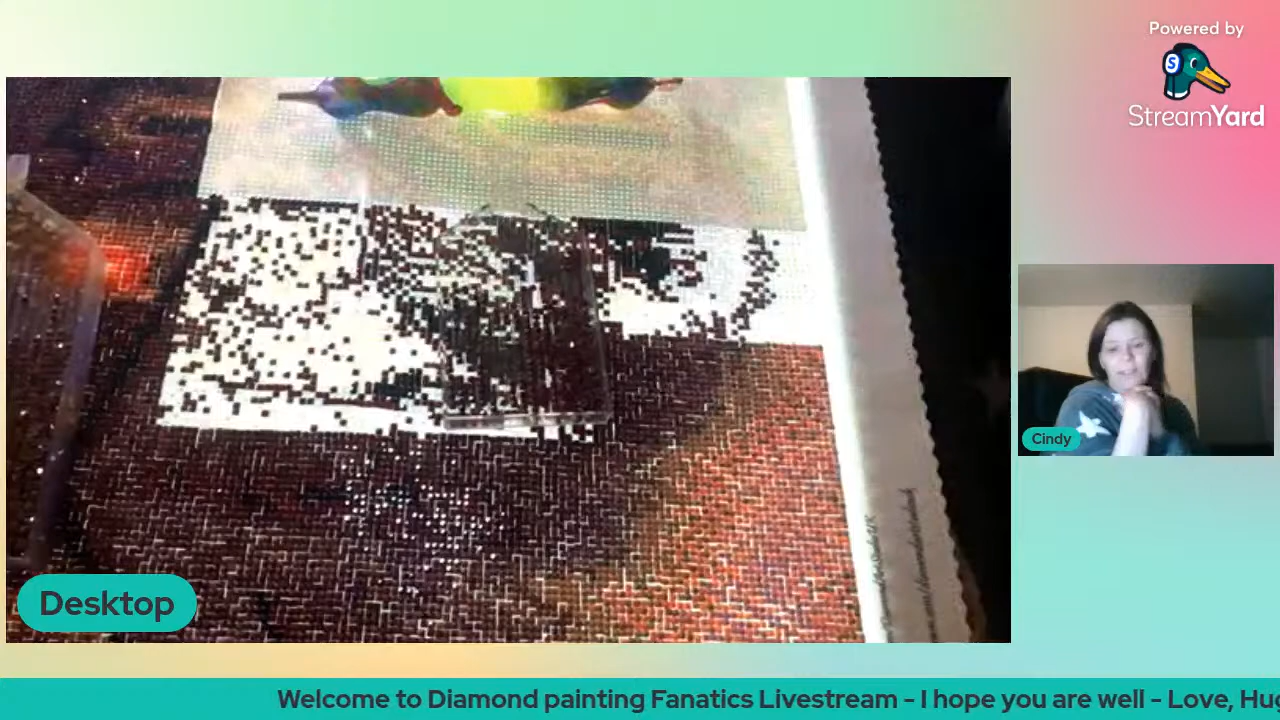 Powered by
S
StreamYard
Cindy
Desktop
Welcome to Diamond painting Fanatics Livestream - I hope you are well - Love, Hug